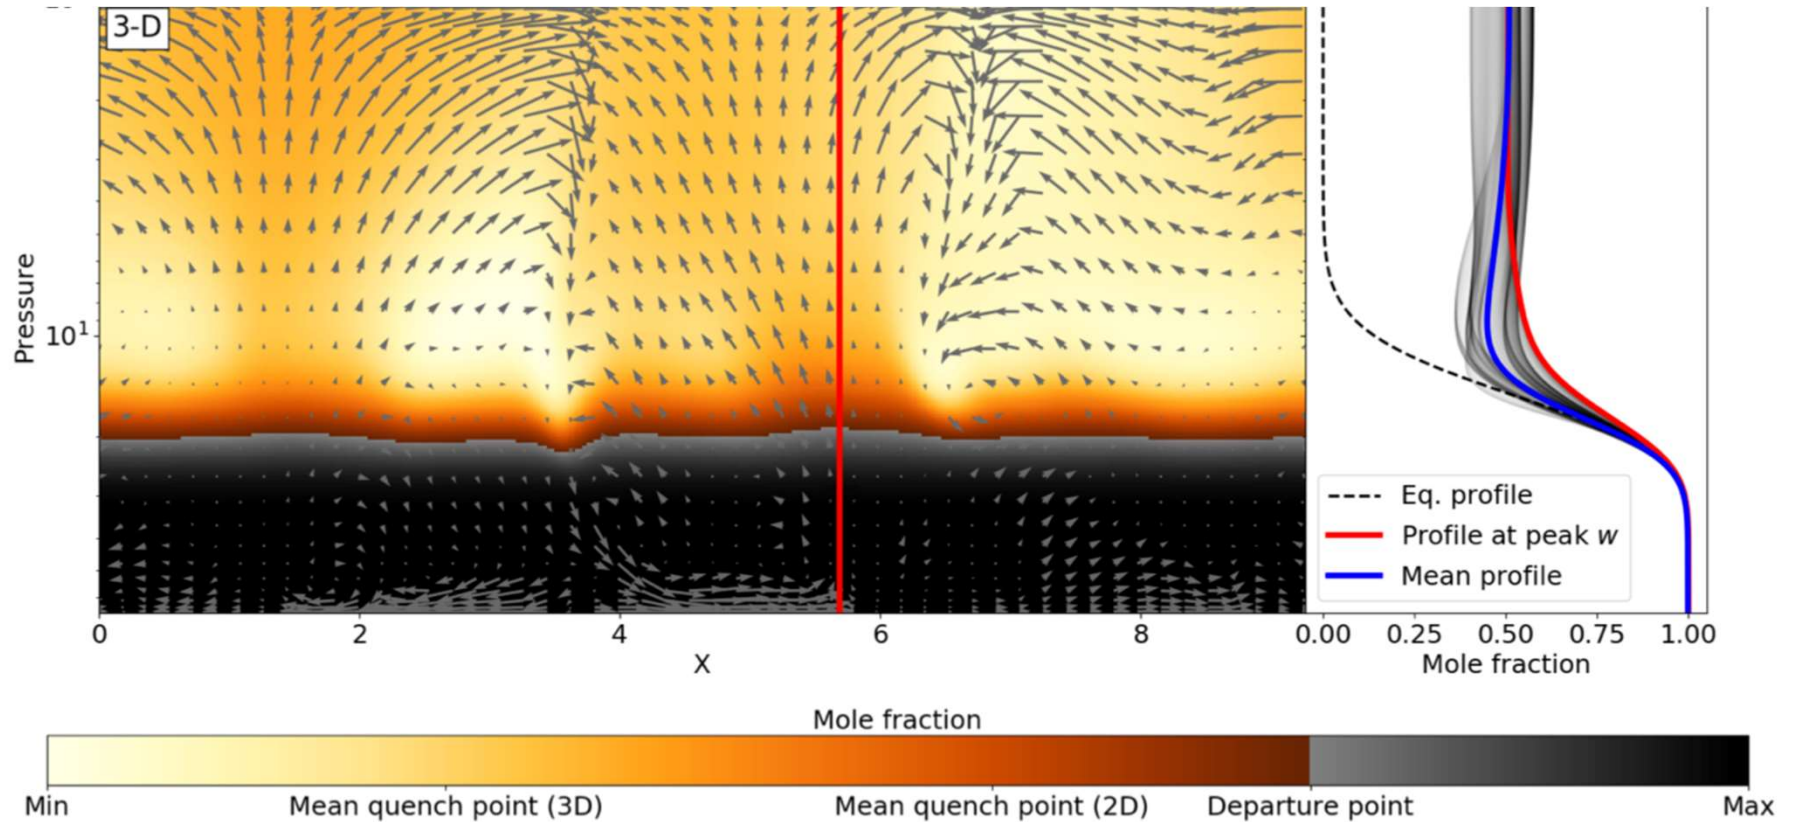 3-D
Pressure
10¹
0 2 4 6 8
X
0.00 0.25 0.50 0.75 1.00
Mole fraction
Eq. profile
Profile at peak w
Mean profile
Mole fraction
Min Mean quench point (3D) Mean quench point (2D) Departure point Max